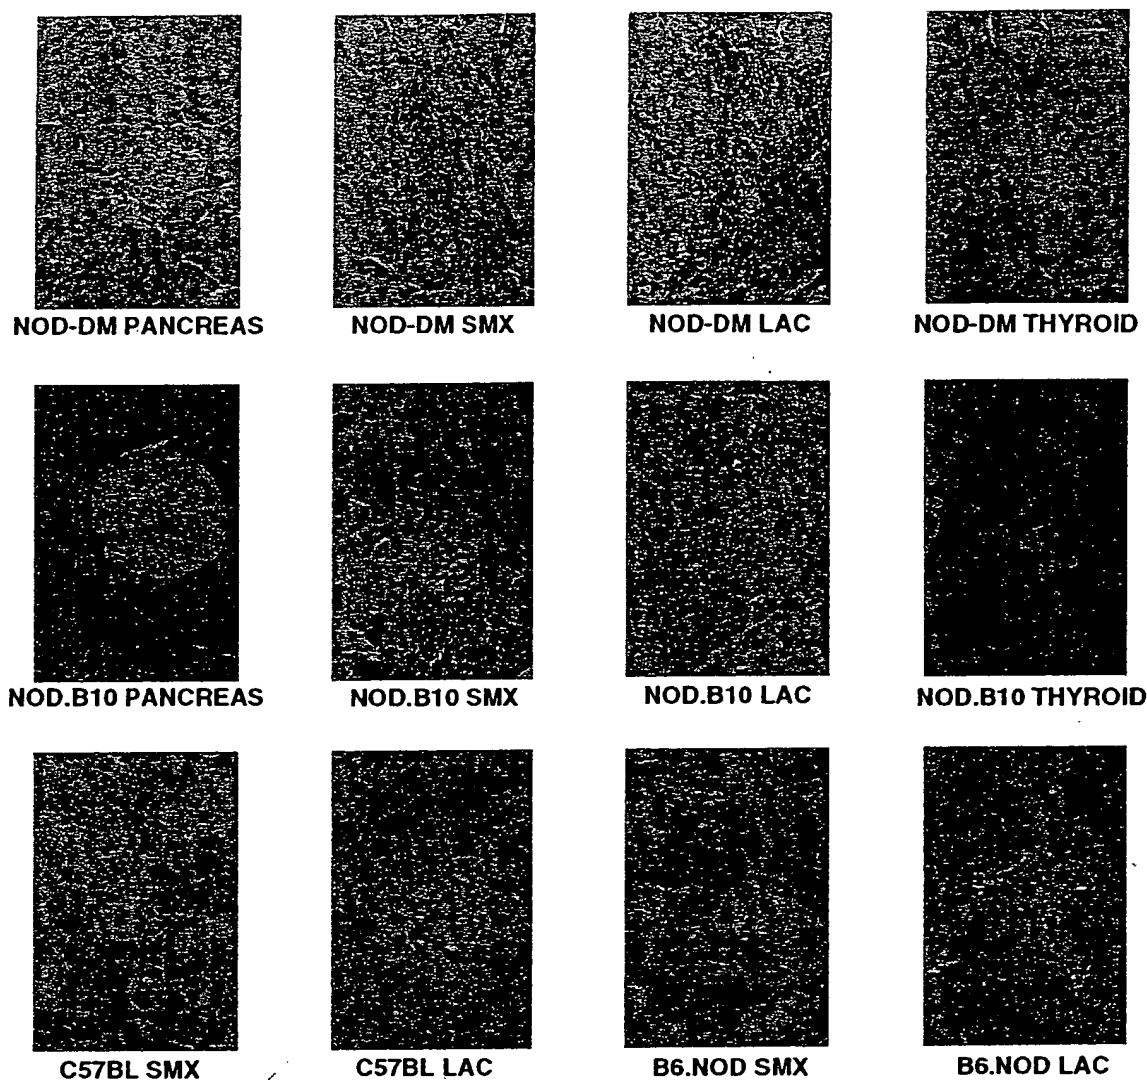 NOD-DM PANCREAS NOD-DM SMX NOD-DM LAC NOD-DM THYROID
NOD.B10 PANCREAS NOD.B10 SMX NOD.B10 LAC NOD.B10 THYROID
C57BL SMX C57BL LAC B6.NOD SMX B6.NOD LAC